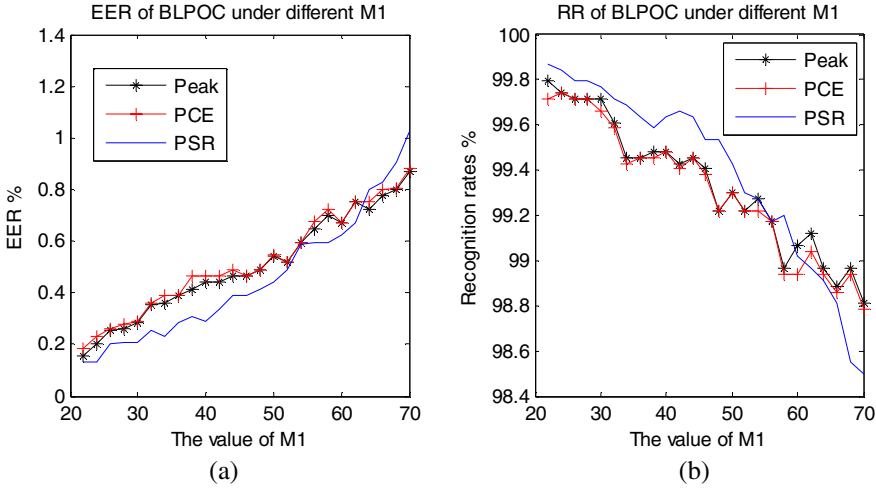 EER of BLPOC under different M1
1.4
1.2
1
0.8
0.6
0.4
0.2
0
EER %
Peak
PCE
PSR
20 30 40 50 60 70
The value of M1
(a)
RR of BLPOC under different M1
100
99.8
99.6
99.4
99.2
99
98.8
98.6
98.4
Recognition rates %
Peak
PCE
PSR
20 30 40 50 60 70
The value of M1
(b)